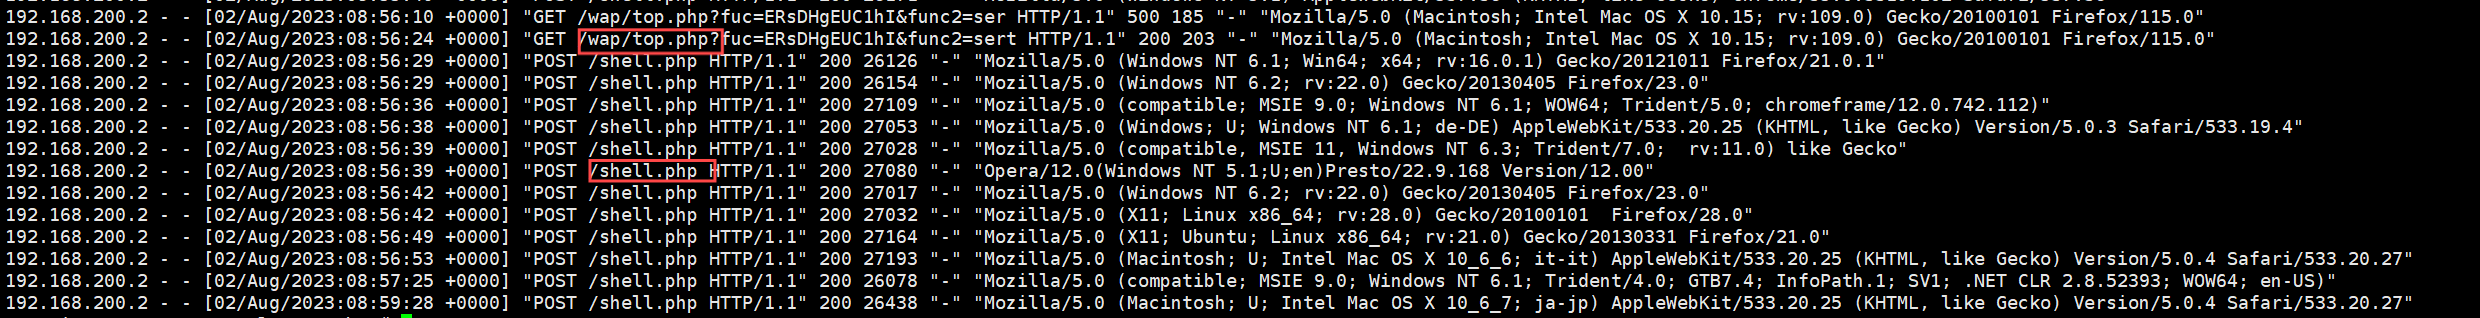 192.168.200.2 - - [02/Aug/2023:08:56:10 +0000] "GET /wap/top.php?fuc=ERsDHgEUC1hI&func2=ser HTTP/1.1" 500 185 "-" "Mozilla/5.0 (Macintosh; Intel Mac OS X 10.15; rv:109.0) Gecko/20100101 Firefox/115.0"
192.168.200.2 - - [02/Aug/2023:08:56:24 +0000] "GET /wap/top.php?fuc=ERsDHgEUC1hI&func2=sert HTTP/1.1" 200 203 "-" "Mozilla/5.0 (Macintosh; Intel Mac OS X 10.15; rv:109.0) Gecko/20100101 Firefox/115.0"
192.168.200.2 - - [02/Aug/2023:08:56:29 +0000] "POST /shell.php HTTP/1.1" 200 26126 "-" "Mozilla/5.0 (Windows NT 6.1; Win64; x64; rv:16.0.1) Gecko/20121011 Firefox/21.0.1"
192.168.200.2 - - [02/Aug/2023:08:56:29 +0000] "POST /shell.php HTTP/1.1" 200 26154 "-" "Mozilla/5.0 (Windows NT 6.2; rv:22.0) Gecko/20130405 Firefox/23.0"
192.168.200.2 - - [02/Aug/2023:08:56:36 +0000] "POST /shell.php HTTP/1.1" 200 27109 "-" "Mozilla/5.0 (compatible; MSIE 9.0; Windows NT 6.1; WOW64; Trident/5.0; chromeframe/12.0.742.112)"
192.168.200.2 - - [02/Aug/2023:08:56:38 +0000] "POST /shell.php HTTP/1.1" 200 27053 "-" "Mozilla/5.0 (Windows; U; Windows NT 6.1; de-DE) AppleWebKit/533.20.25 (KHTML, like Gecko) Version/5.0.3 Safari/533.19.4"
192.168.200.2 - - [02/Aug/2023:08:56:39 +0000] "POST /shell.php HTTP/1.1" 200 27028 "-" "Mozilla/5.0 (compatible, MSIE 11, Windows NT 6.3; Trident/7.0;  rv:11.0) like Gecko"
192.168.200.2 - - [02/Aug/2023:08:56:39 +0000] "POST /shell.php HTTP/1.1" 200 27080 "-" "Opera/12.0(Windows NT 5.1;U;en)Presto/22.9.168 Version/12.00"
192.168.200.2 - - [02/Aug/2023:08:56:42 +0000] "POST /shell.php HTTP/1.1" 200 27017 "-" "Mozilla/5.0 (Windows NT 6.2; rv:22.0) Gecko/20130405 Firefox/23.0"
192.168.200.2 - - [02/Aug/2023:08:56:42 +0000] "POST /shell.php HTTP/1.1" 200 27032 "-" "Mozilla/5.0 (X11; Linux x86_64; rv:28.0) Gecko/20100101  Firefox/28.0"
192.168.200.2 - - [02/Aug/2023:08:56:49 +0000] "POST /shell.php HTTP/1.1" 200 27164 "-" "Mozilla/5.0 (X11; Ubuntu; Linux x86_64; rv:21.0) Gecko/20130331 Firefox/21.0"
192.168.200.2 - - [02/Aug/2023:08:56:53 +0000] "POST /shell.php HTTP/1.1" 200 27193 "-" "Mozilla/5.0 (Macintosh; U; Intel Mac OS X 10_6_6; it-it) AppleWebKit/533.20.25 (KHTML, like Gecko) Version/5.0.4 Safari/533.20.27"
192.168.200.2 - - [02/Aug/2023:08:57:25 +0000] "POST /shell.php HTTP/1.1" 200 26078 "-" "Mozilla/5.0 (compatible; MSIE 9.0; Windows NT 6.1; Trident/4.0; GTB7.4; InfoPath.1; SV1; .NET CLR 2.8.52393; WOW64; en-US)"
192.168.200.2 - - [02/Aug/2023:08:59:28 +0000] "POST /shell.php HTTP/1.1" 200 26438 "-" "Mozilla/5.0 (Macintosh; U; Intel Mac OS X 10_6_7; ja-jp) AppleWebKit/533.20.25 (KHTML, like Gecko) Version/5.0.4 Safari/533.20.27"